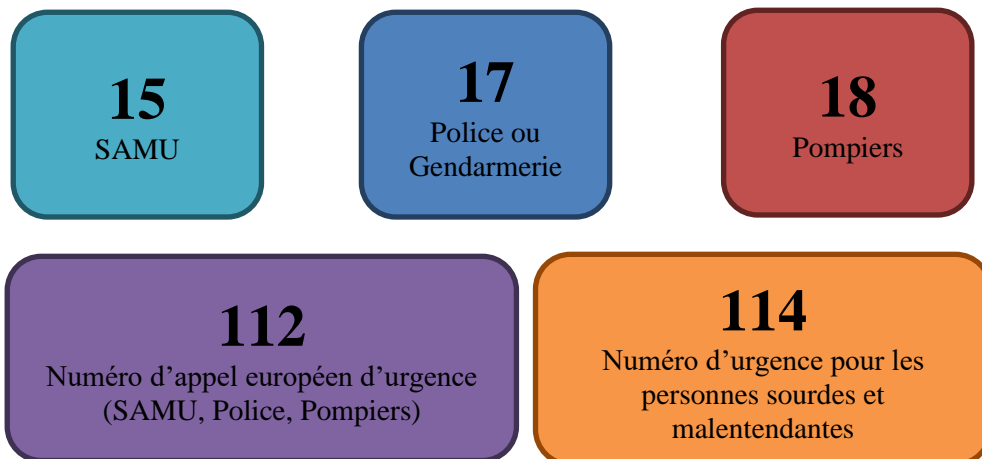 15
SAMU
17
Police ou
Gendarmerie
18
Pompiers
112
Numéro d’appel européen d’urgence
(SAMU, Police, Pompiers)
114
Numéro d’urgence pour les
personnes sourdes et
malentendantes